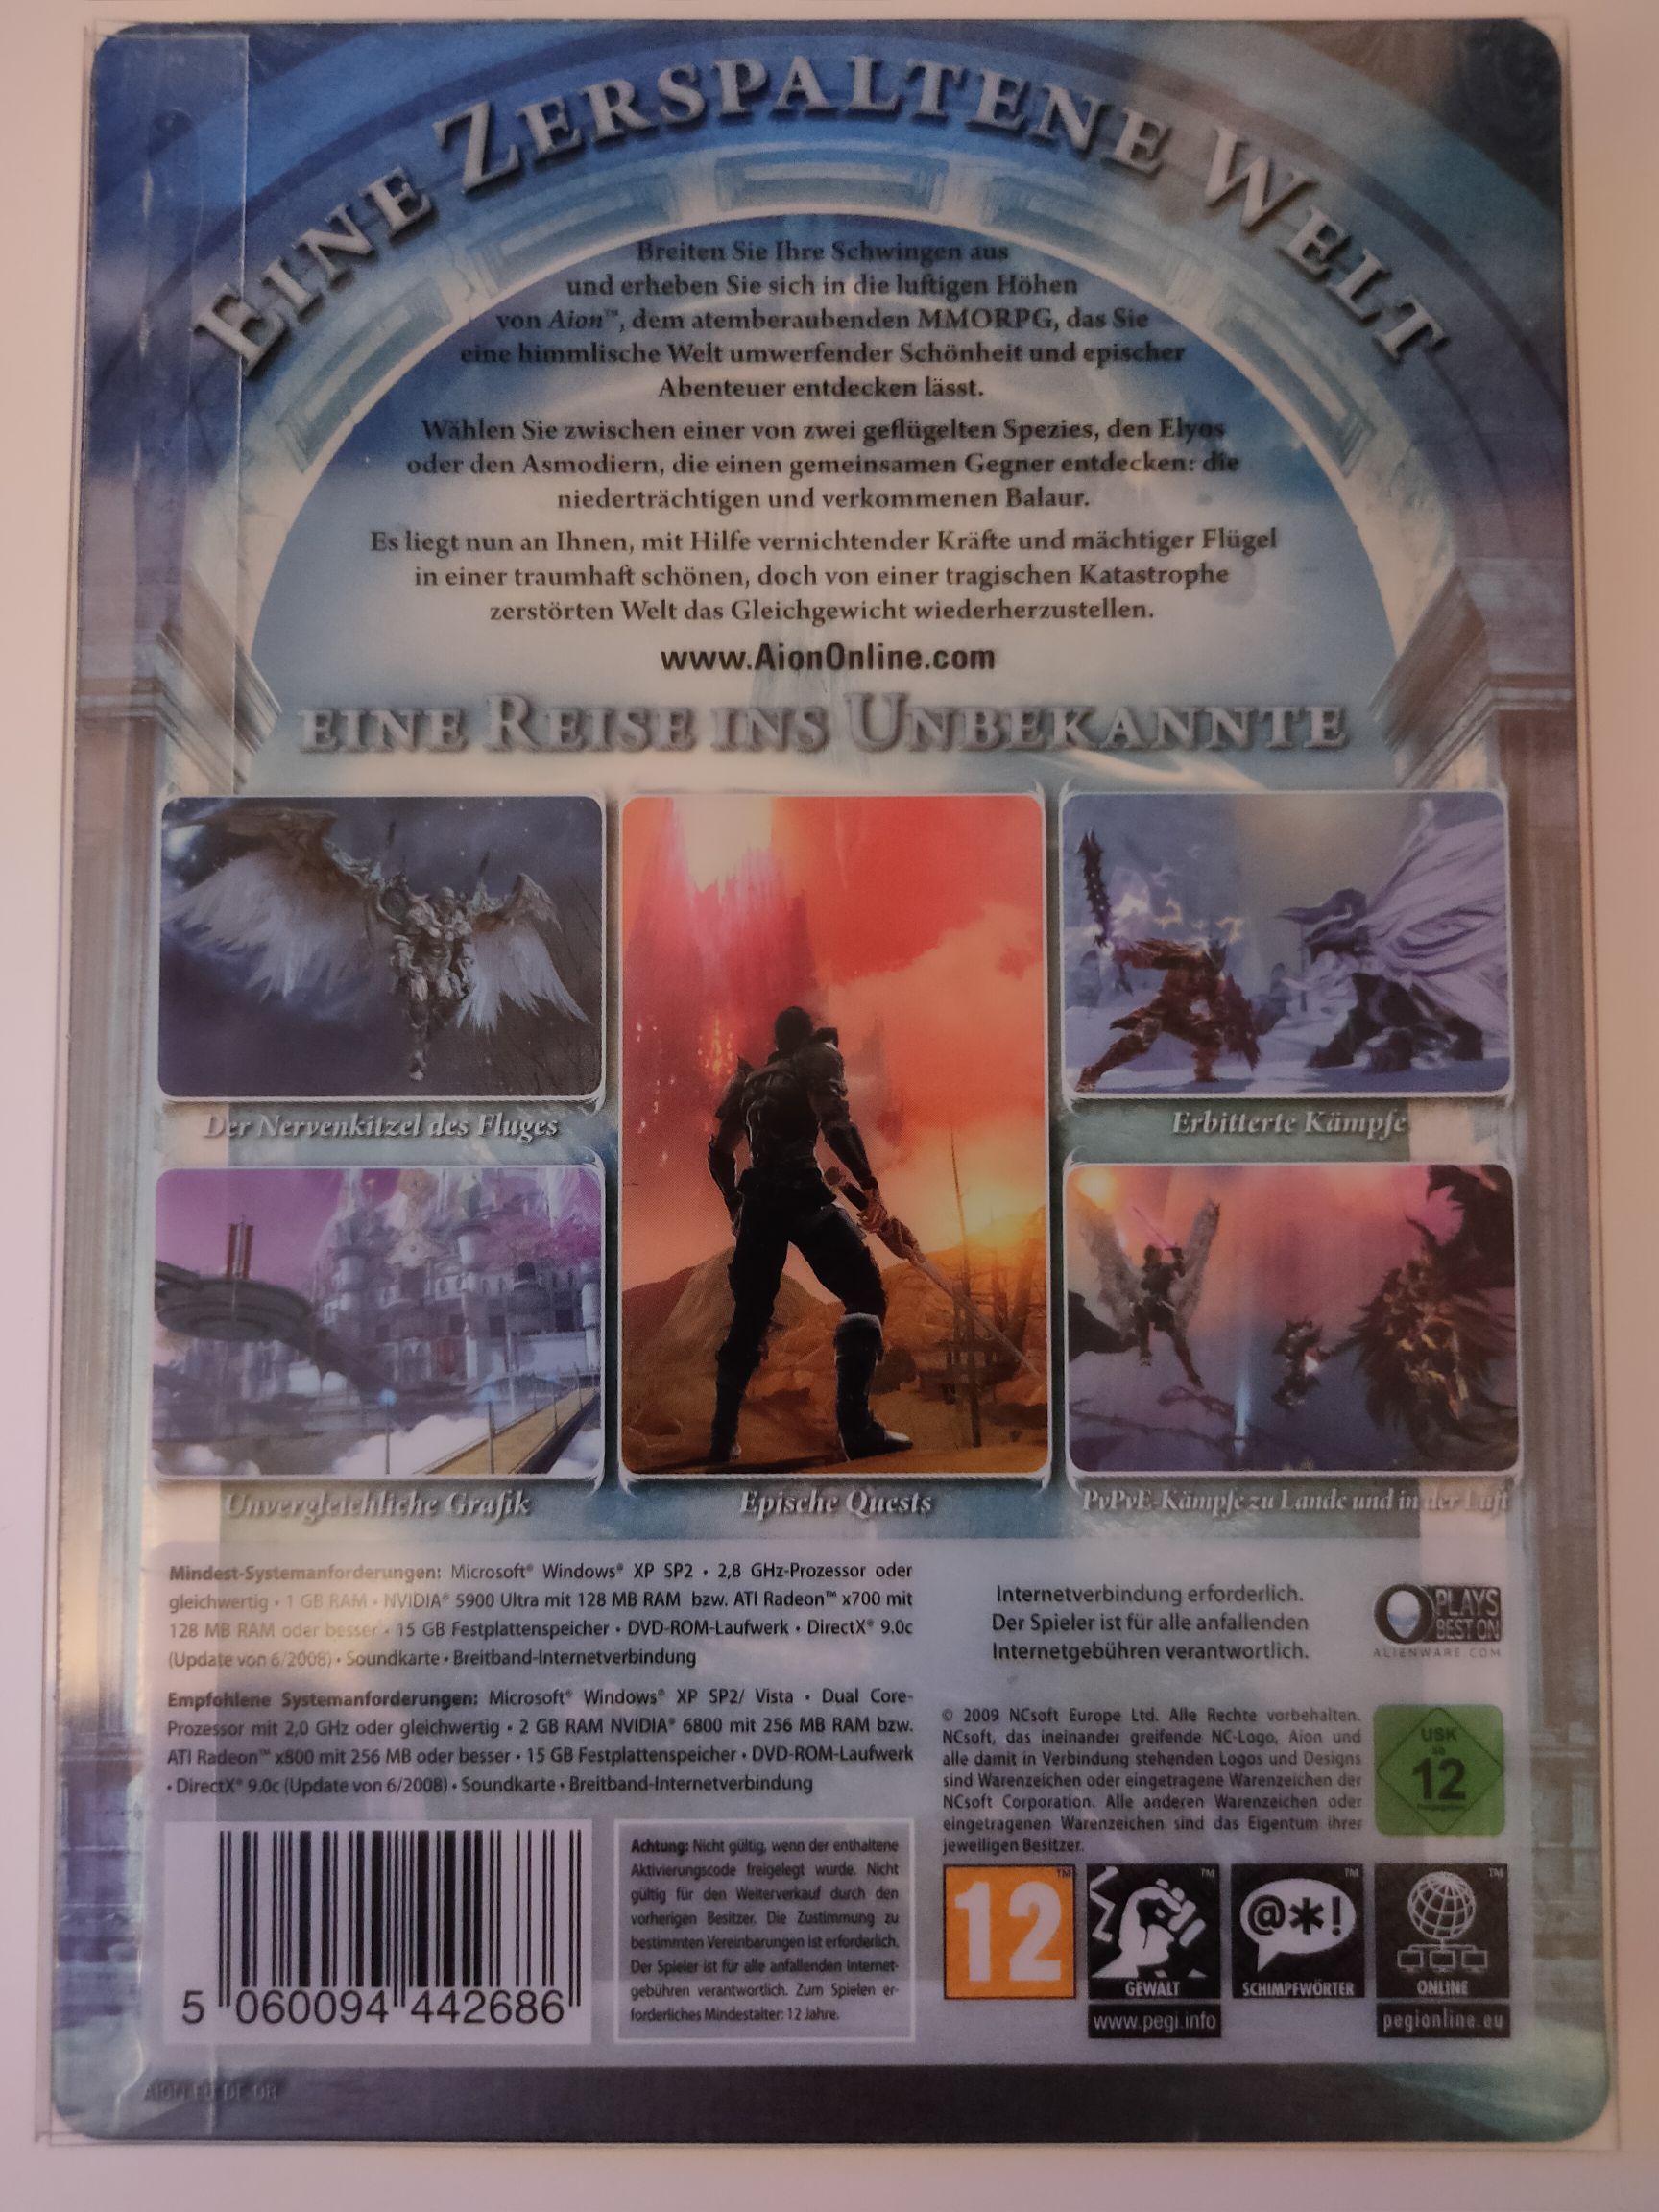 EINE ZERSPALTENE WELT
Breiten Sie Ihre Schwingen aus
und erheben Sie sich in die luftigen Höhen
von Aion™, dem atemberaubenden MMORPG, das Sie
eine himmlische Welt umwerfender Schönheit und epischer
Abenteuer entdecken lässt.
Wählen Sie zwischen einer von zwei geflügelten Spezies, den Elyos
oder den Asmodiern, die einen gemeinsamen Gegner entdecken: die
niederträchtigen und verkommenen Balaur.
Es liegt nun an Ihnen, mit Hilfe vernichtender Kräfte und mächtiger Flügel
in einer traumhaft schönen, doch von einer tragischen Katastrophe
zerstörten Welt das Gleichgewicht wiederherzustellen.
www.AionOnline.com
EINE REISE INS UNBEKANNTE
Der Nervenkitzel des Fluges
Erbitterte Kämpfe
Unvergleichliche Grafik
Epische Quests
PvPvE-Kämpfe zu Lande und in der Luft
Mindest-Systemanforderungen: Microsoft® Windows® XP SP2 • 2,8 GHz-Prozessor oder
gleichwertig • 1 GB RAM • NVIDIA® 5900 Ultra mit 128 MB RAM bzw. ATI Radeon™ x700 mit
128 MB RAM oder besser • 15 GB Festplattenspeicher • DVD-ROM-Laufwerk • DirectX® 9.0c
(Update von 6/2008) • Soundkarte • Breitband-Internetverbindung
Empfohlene Systemanforderungen: Microsoft® Windows® XP SP2/ Vista • Dual Core-
Prozessor mit 2,0 GHz oder gleichwertig • 2 GB RAM NVIDIA® 6800 mit 256 MB RAM bzw.
ATI Radeon™ x800 mit 256 MB oder besser • 15 GB Festplattenspeicher • DVD-ROM-Laufwerk
• DirectX® 9.0c (Update von 6/2008) • Soundkarte • Breitband-Internetverbindung
Internetverbindung erforderlich.
Der Spieler ist für alle anfallenden
Internetgebühren verantwortlich.
PLAYS
BEST ON
ALIENWARE.COM
© 2009 NCsoft Europe Ltd. Alle Rechte vorbehalten.
NCsoft, das ineinander greifende NC-Logo, Aion und
alle damit in Verbindung stehenden Logos und Designs
sind Warenzeichen oder eingetragene Warenzeichen der
NCsoft Corporation. Alle anderen Warenzeichen oder
eingetragenen Warenzeichen sind das Eigentum ihrer
jeweiligen Besitzer.
USK
ab
12
5 060094 442686
Achtung: Nicht gültig, wenn der enthaltene
Aktivierungscode freigelegt wurde. Nicht
gültig für den Weiterverkauf durch den
vorherigen Besitzer. Die Zustimmung zu
bestimmten Vereinbarungen ist erforderlich.
Der Spieler ist für alle anfallenden Internet-
gebühren verantwortlich. Zum Spielen er-
forderliches Mindestalter: 12 Jahre.
12™
™
GEWALT
@*!
™
SCHIMPFWÖRTER
™
ONLINE
www.pegi.info
pegionline.eu